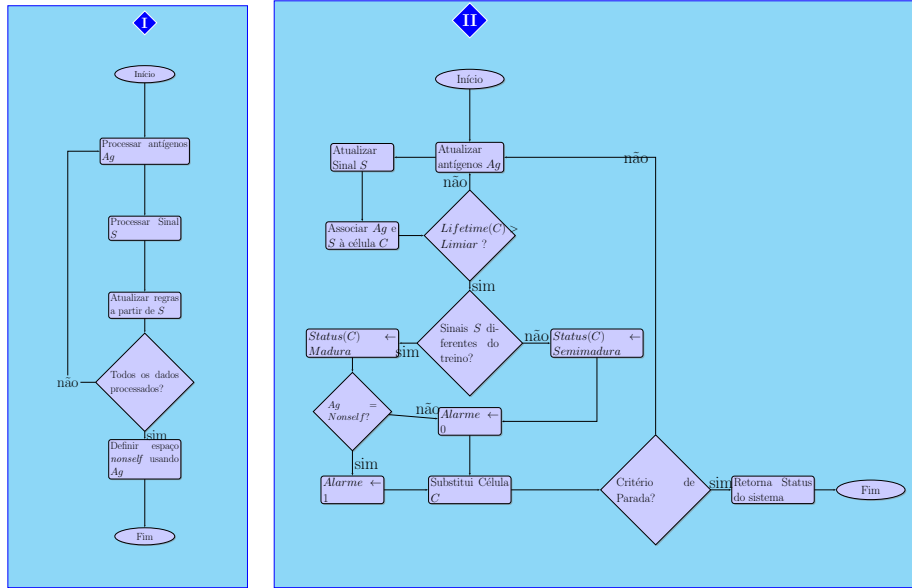 I
Início
Processar antígenos
Ag
Processar Sinal
S
Atualizar regras
a partir de S
Todos os dados
processados?
não
sim
Definir espaço
nonself usando
Ag
Fim
II
Início
Atualizar
Sinal S
Atualizar
antígenos Ag
não
não
Associar Ag e
S à célula C
Lifetime(C) >
Limiar ?
sim
Sinais S di-
ferentes do
treino?
Status(C) ←
Madura
sim
não
Status(C) ←
Semimadura
Ag =
Nonself?
não
Alarme ←
0
sim
Alarme ←
1
Substitui Célula
C
Critério de
Parada?
sim
Retorna Status
do sistema
Fim